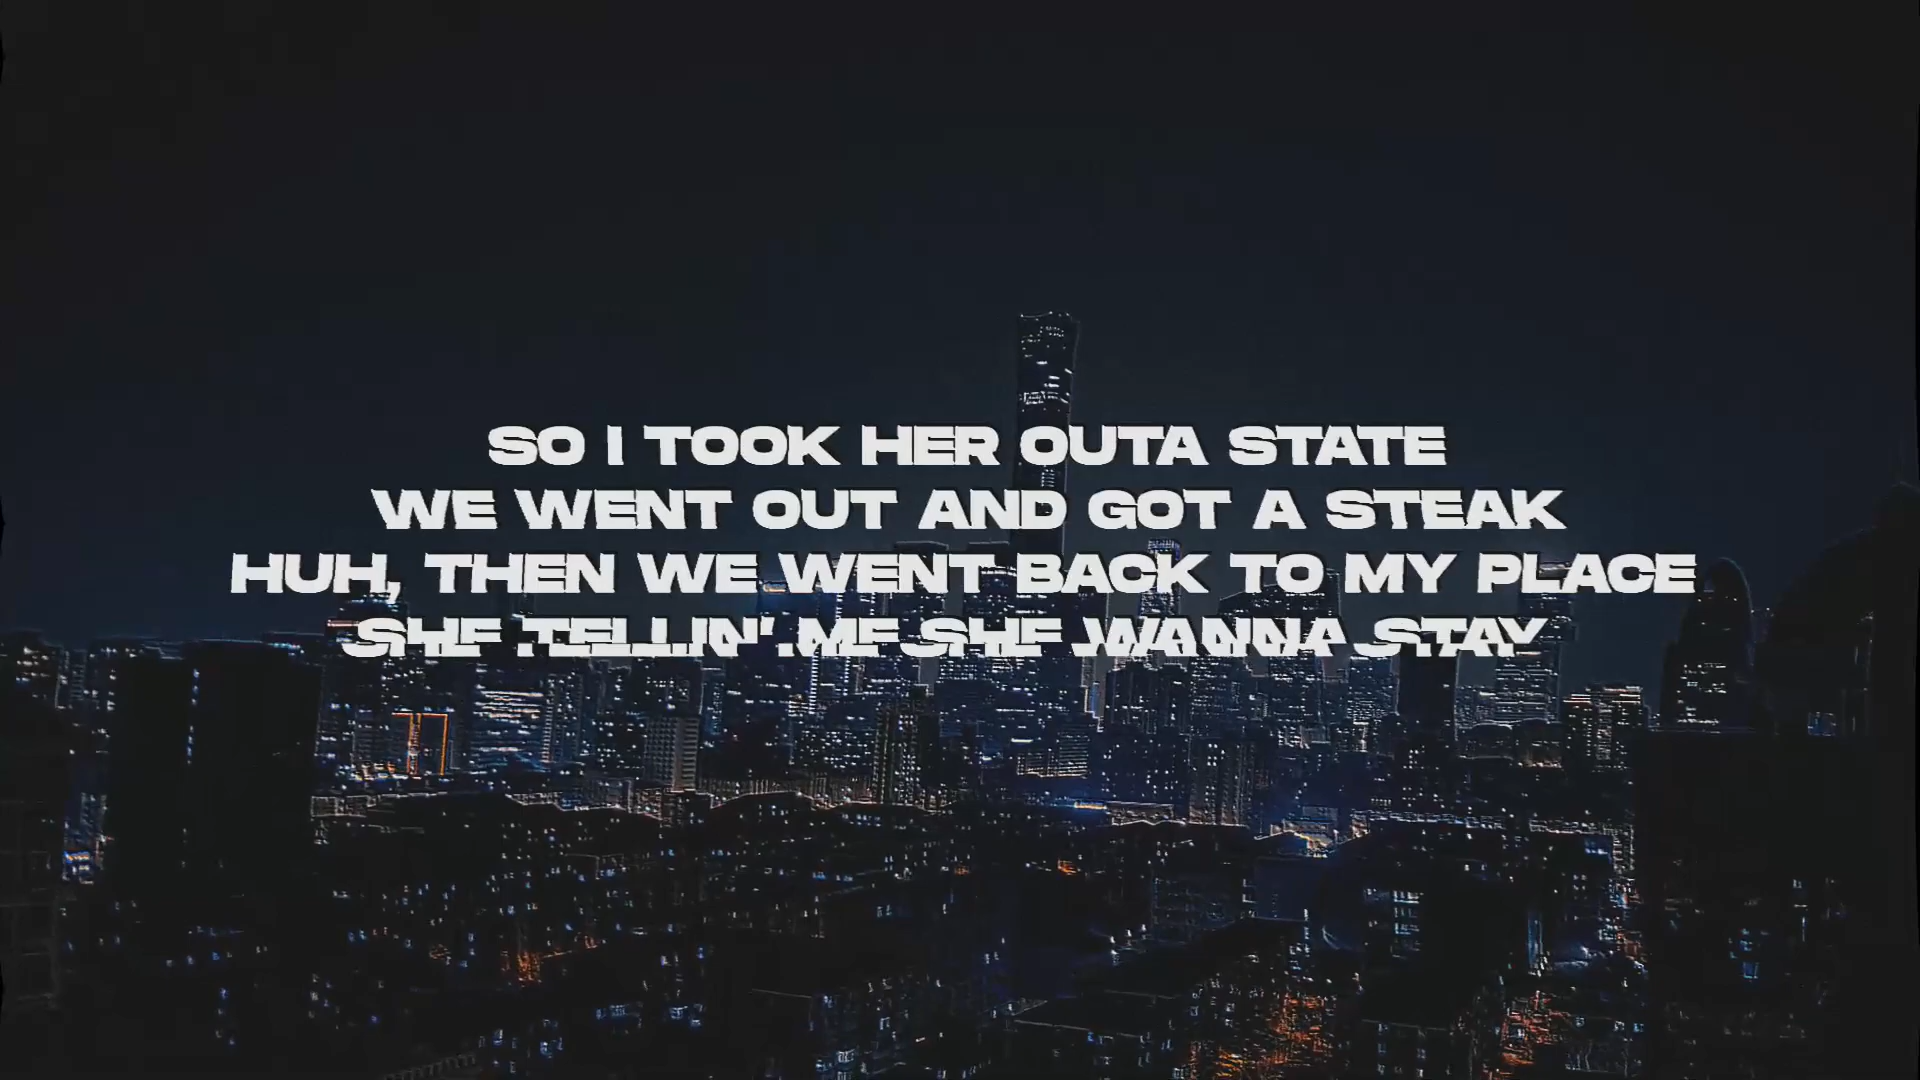 SO I TOOK HER OUTA STATE
WE WENT OUT AND GOT A STEAK
HUH, THEN WE WENT BACK TO MY PLACE
SHE TELLIN' ME SHE WANNA STAY